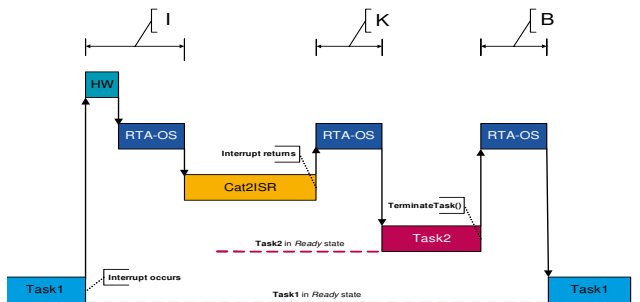 I K B
HW
RTA-OS RTA-OS RTA-OS
Interrupt returns
Cat2ISR
TerminateTask()
Task2
Task2 in Ready state
Task1 Interrupt occurs Task1
Task1 in Ready state